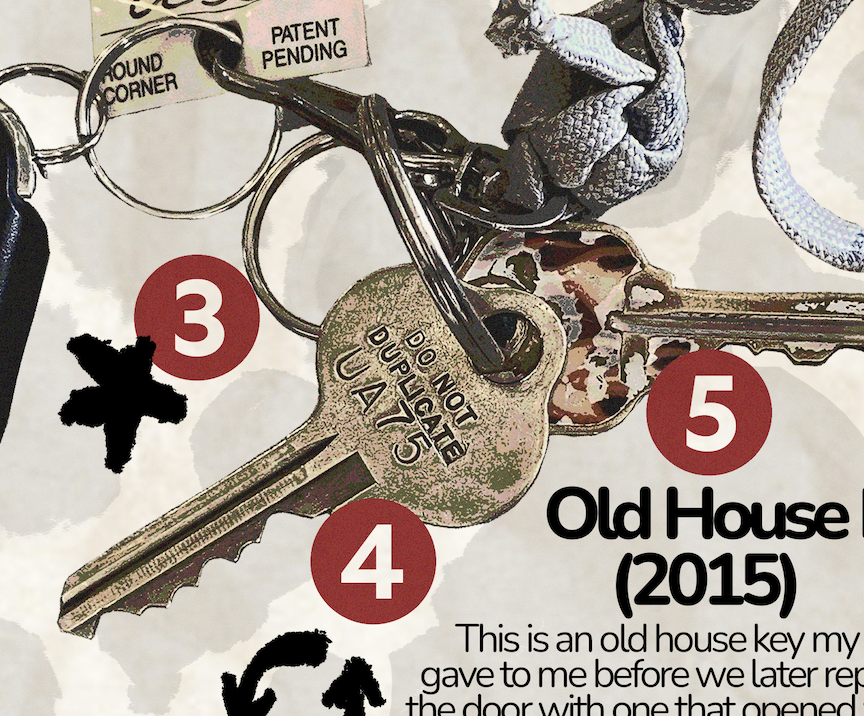 PATENT
PENDING
ROUND
CORNER
3
DO NOT
DUPLICATE
UA75
5
4
Old House
(2015)
This is an old house key my
gave to me before we later rep
the door with one that opened